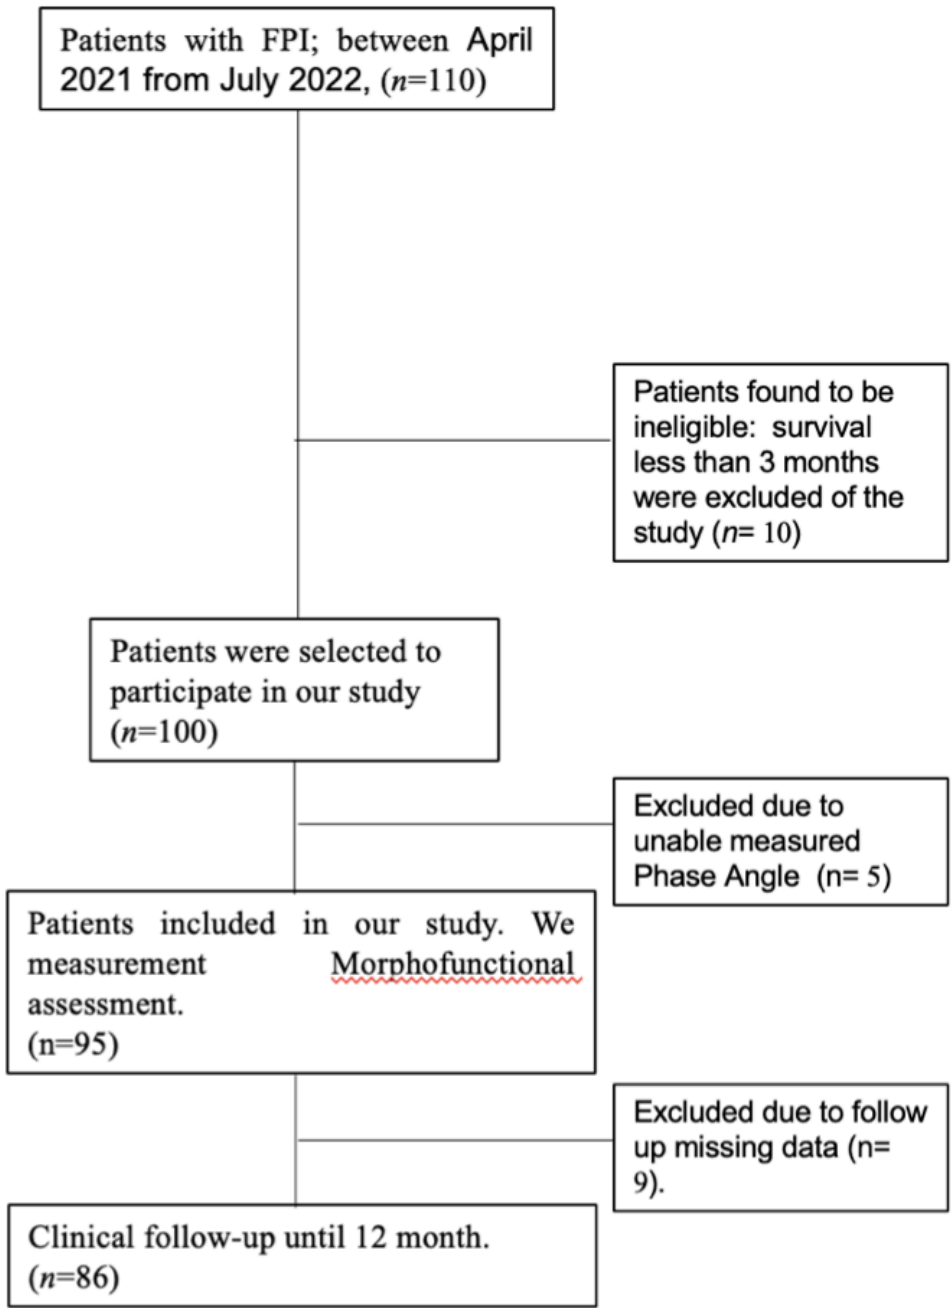 Patients with FPI; between April
2021 from July 2022, (n=110)
Patients found to be
ineligible: survival
less than 3 months
were excluded of the
study (n= 10)
Patients were selected to
participate in our study
(n=100)
Excluded due to
unable measured
Phase Angle (n= 5)
Patients included in our study. We
measurement Morphofunctional
assessment.
(n=95)
Excluded due to follow
up missing data (n=
9).
Clinical follow-up until 12 month.
(n=86)